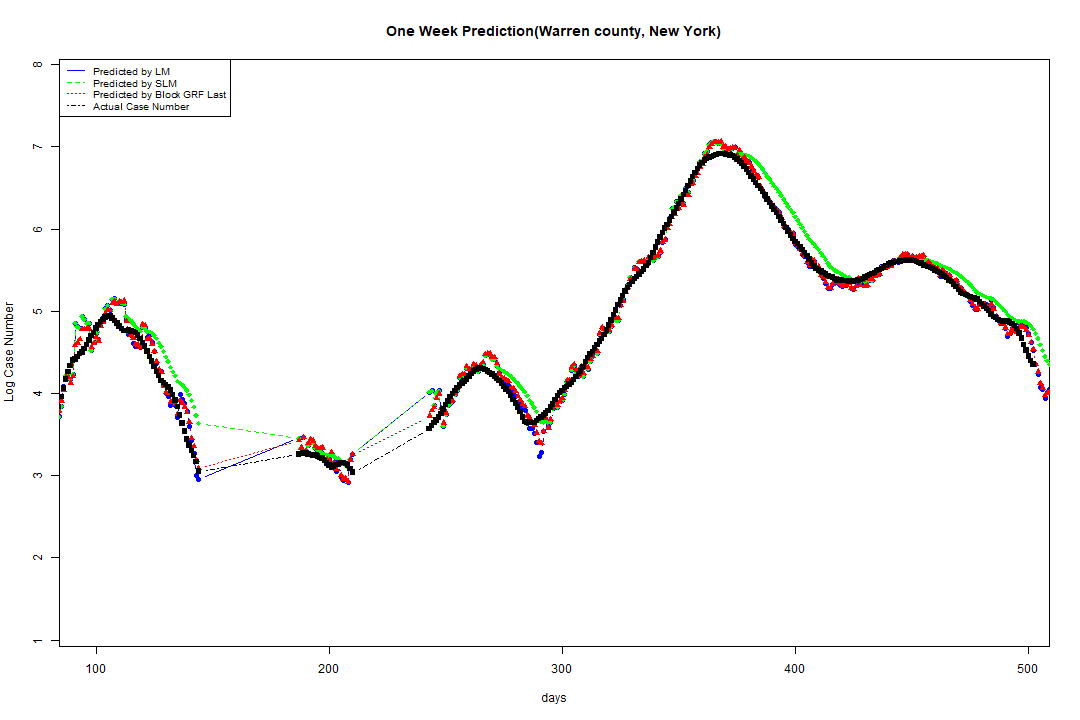 One Week Prediction(Warren county, New York)
Predicted by LM
Predicted by SLM
Predicted by Block GRF Last
Actual Case Number
8
7
6
5
4
3
2
1
Log Case Number
100 200 300 400 500
days